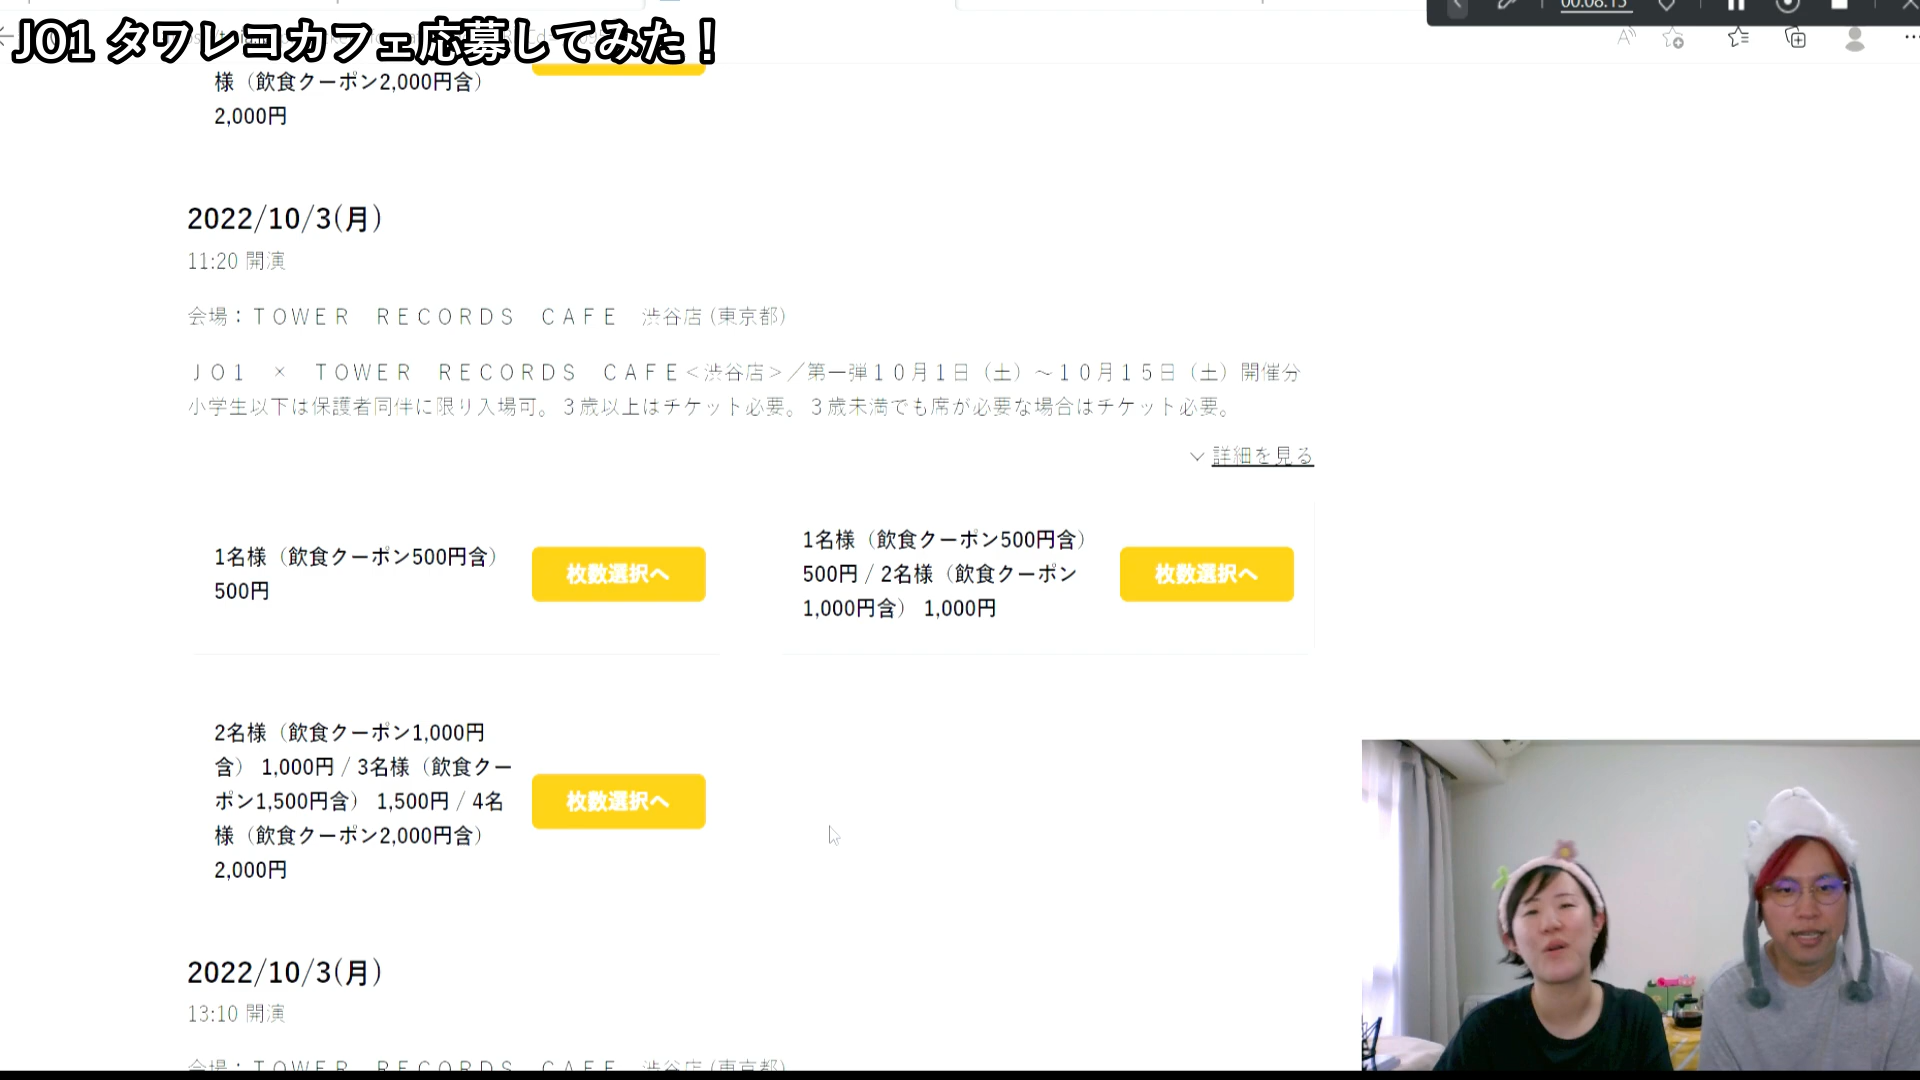 JO1 タワレコカフェ応募してみた！
00:08:15
様（飲食クーポン2,000円含）
2,000円
2022/10/3(月)
11:20 開演
会場：ＴＯＷＥＲ　ＲＥＣＯＲＤＳ　ＣＡＦＥ　渋谷店 (東京都)
ＪＯ１　×　ＴＯＷＥＲ　ＲＥＣＯＲＤＳ　ＣＡＦＥ＜渋谷店＞／第一弾１０月１日（土）～１０月１５日（土）開催分
小学生以下は保護者同伴に限り入場可。３歳以上はチケット必要。３歳未満でも席が必要な場合はチケット必要。
詳細を見る
1名様（飲食クーポン500円含）
500円
枚数選択へ
1名様（飲食クーポン500円含）
500円 / 2名様（飲食クーポン
1,000円含） 1,000円
枚数選択へ
2名様（飲食クーポン1,000円
含） 1,000円 / 3名様（飲食クー
ポン1,500円含） 1,500円 / 4名
様（飲食クーポン2,000円含）
2,000円
枚数選択へ
2022/10/3(月)
13:10 開演
会場：ＴＯＷＥＲ　ＲＥＣＯＲＤＳ　ＣＡＦＥ　渋谷店 (東京都)